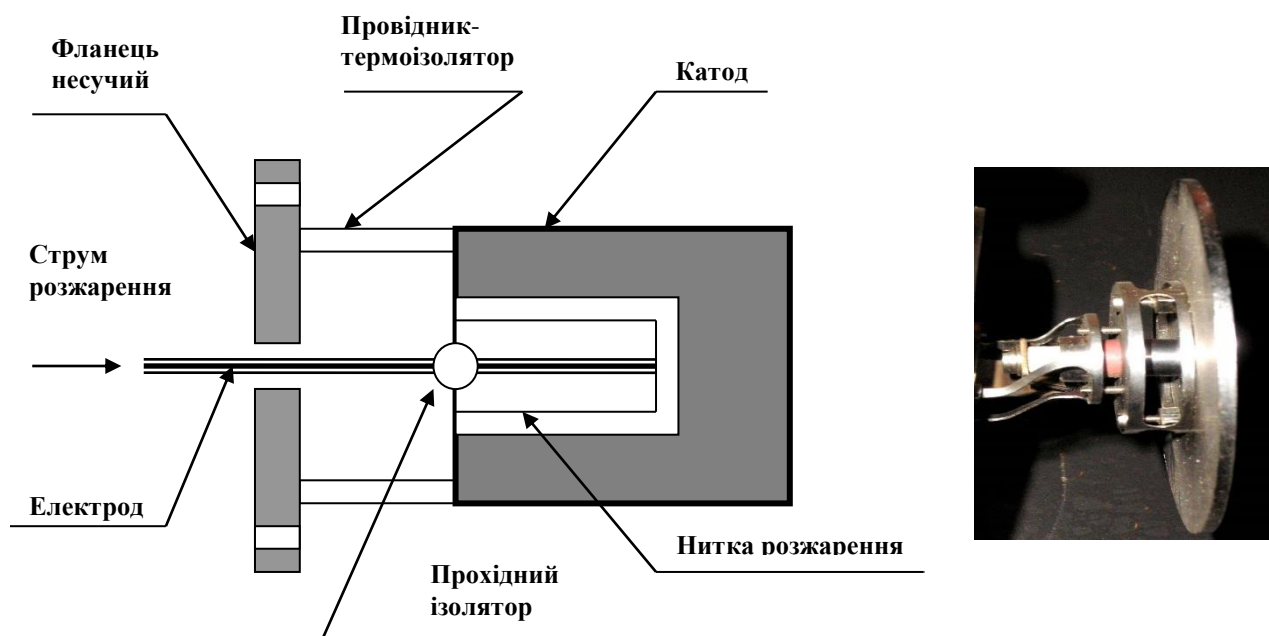 Фланець
несучий
Провідник-
термоізолятор
Катод
Струм
розжарення
Електрод
Прохідний
ізолятор
Нитка розжарення